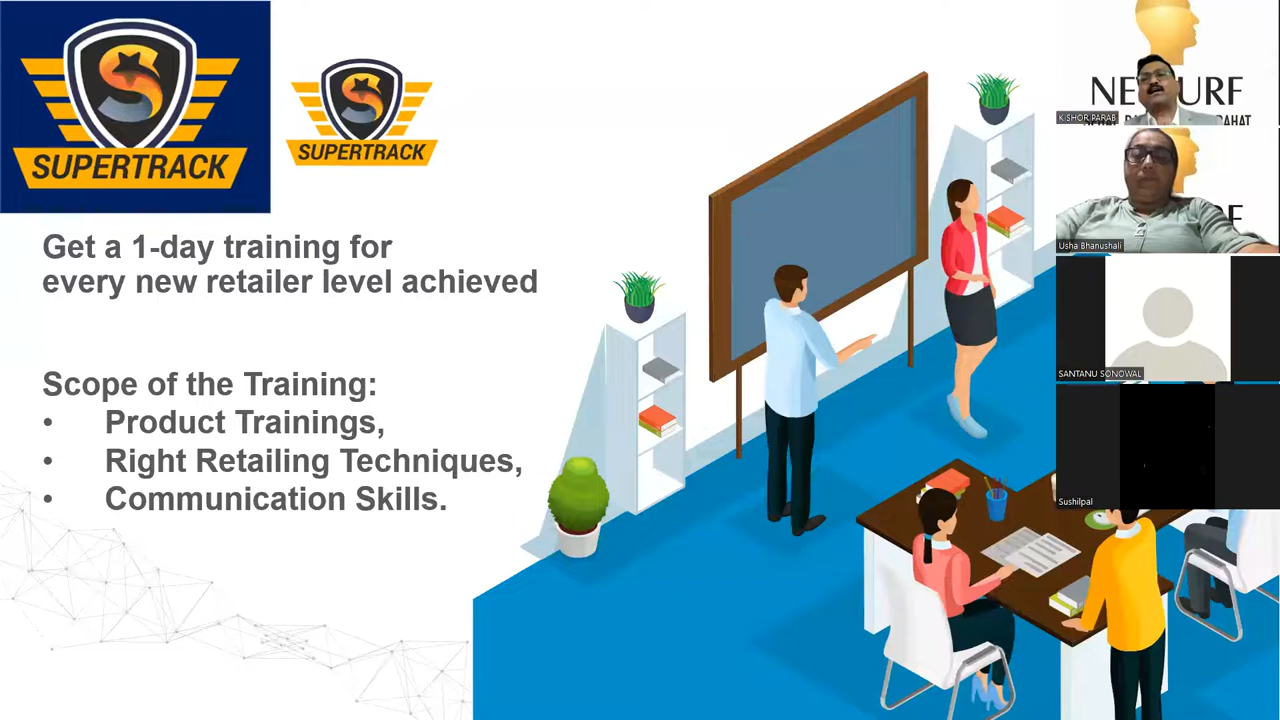 SUPERTRACK
SUPERTRACK
Get a 1-day training for
every new retailer level achieved
Scope of the Training:
• Product Trainings,
• Right Retailing Techniques,
• Communication Skills.
KISHOR PARAB
Usha Bhanushali
SANTANU SONOWAL
Sushilpal